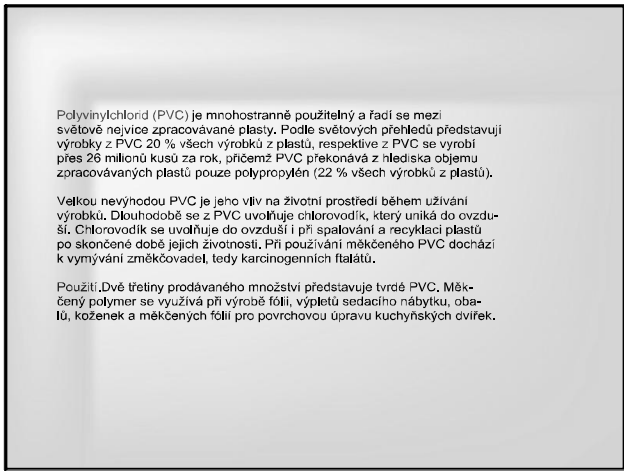 Polyvinylchlorid (PVC) je mnohostranně použitelný a řadí se mezi
světově nejvíce zpracovávané plasty. Podle světových přehledů představují
výrobky z PVC 20 % všech výrobků z plastů, respektive z PVC se vyrobí
přes 26 milionů kusů za rok, přičemž PVC překonává z hlediska objemu
zpracovávaných plastů pouze polypropylén (22 % všech výrobků z plastů).
Velkou nevýhodou PVC je jeho vliv na životní prostředí během užívání
výrobků. Dlouhodobě se z PVC uvolňuje chlorovodík, který uniká do ovzdu-
ší. Chlorovodík se uvolňuje do ovzduší i při spalování a recyklaci plastů
po skončené době jejich životnosti. Při používání měkčeného PVC dochází
k vymývání změkčovadel, tedy karcinogenních ftalátů.
Použití.Dvě třetiny prodávaného množství představuje tvrdé PVC. Měk-
čený polymer se využívá při výrobě fólii, výpletů sedacího nábytku, oba-
lů, koženek a měkčených fólií pro povrchovou úpravu kuchyňských dvířek.